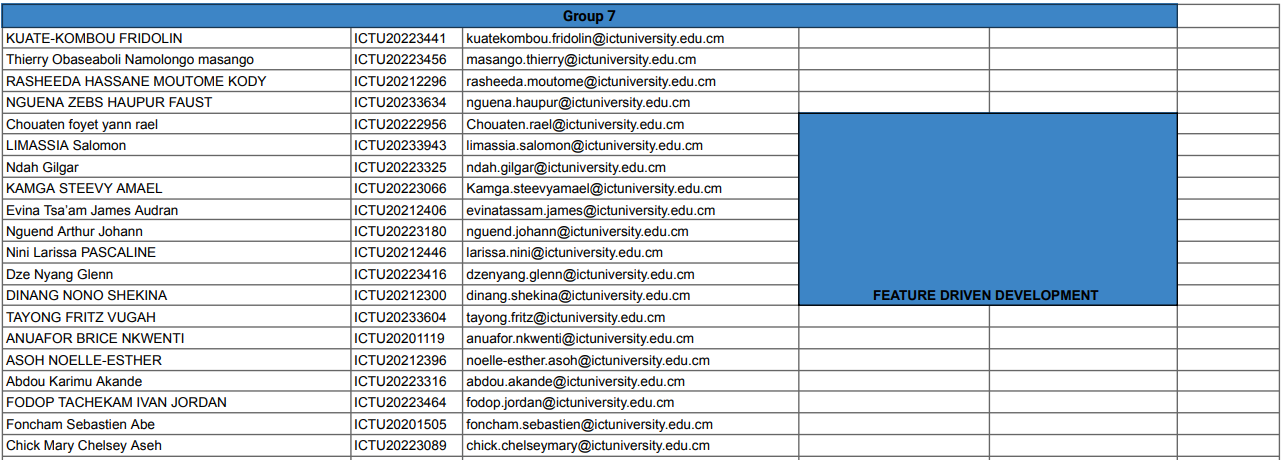 Group 7
KUATE-KOMBOU FRIDOLIN ICTU20223441 kuatekombou.fridolin@ictuniversity.edu.cm
Thierry Obaseaboli Namolongo masango ICTU20223456 masango.thierry@ictuniversity.edu.cm
RASHEEDA HASSANE MOUTOME KODY ICTU20212296 rasheeda.moutome@ictuniversity.edu.cm
NGUENA ZEBS HAUPUR FAUST ICTU20233634 nguena.haupur@ictuniversity.edu.cm
Chouaten foyet yann rael ICTU20222956 Chouaten.rael@ictuniversity.edu.cm
LIMASSIA Salomon ICTU20233943 limassia.salomon@ictuniversity.edu.cm
Ndah Gilgar ICTU20223325 ndah.gilgar@ictuniversity.edu.cm
KAMGA STEEVY AMAEL ICTU20223066 Kamga.steevyamael@ictuniversity.edu.cm
Evina Tsa’am James Audran ICTU20212406 evinatassam.james@ictuniversity.edu.cm
Nguend Arthur Johann ICTU20223180 nguend.johann@ictuniversity.edu.cm
Nini Larissa PASCALINE ICTU20212446 larissa.nini@ictuniversity.edu.cm
Dze Nyang Glenn ICTU20223416 dzenyang.glenn@ictuniversity.edu.cm
DINANG NONO SHEKINA ICTU20212300 dinang.shekina@ictuniversity.edu.cm FEATURE DRIVEN DEVELOPMENT
TAYONG FRITZ VUGAH ICTU20233604 tayong.fritz@ictuniversity.edu.cm
ANUAFOR BRICE NKWENTI ICTU20201119 anuafor.nkwenti@ictuniversity.edu.cm
ASOH NOELLE-ESTHER ICTU20212396 noelle-esther.asoh@ictuniversity.edu.cm
Abdou Karimu Akande ICTU20223316 abdou.akande@ictuniversity.edu.cm
FODOP TACHEKAM IVAN JORDAN ICTU20223464 fodop.jordan@ictuniversity.edu.cm
Foncham Sebastien Abe ICTU20201505 foncham.sebastien@ictuniversity.edu.cm
Chick Mary Chelsey Aseh ICTU20223089 chick.chelseymary@ictuniversity.edu.cm